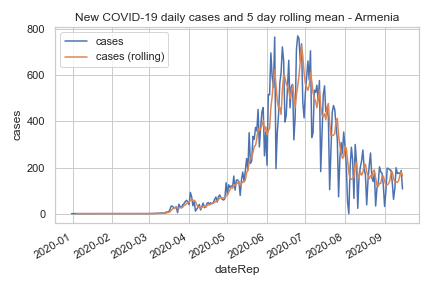 New COVID-19 daily cases and 5 day rolling mean - Armenia
cases
cases (rolling)
800
600
400
200
0
cases
2020-01
2020-02
2020-03
2020-04
2020-05
2020-06
2020-07
2020-08
2020-09
dateRep